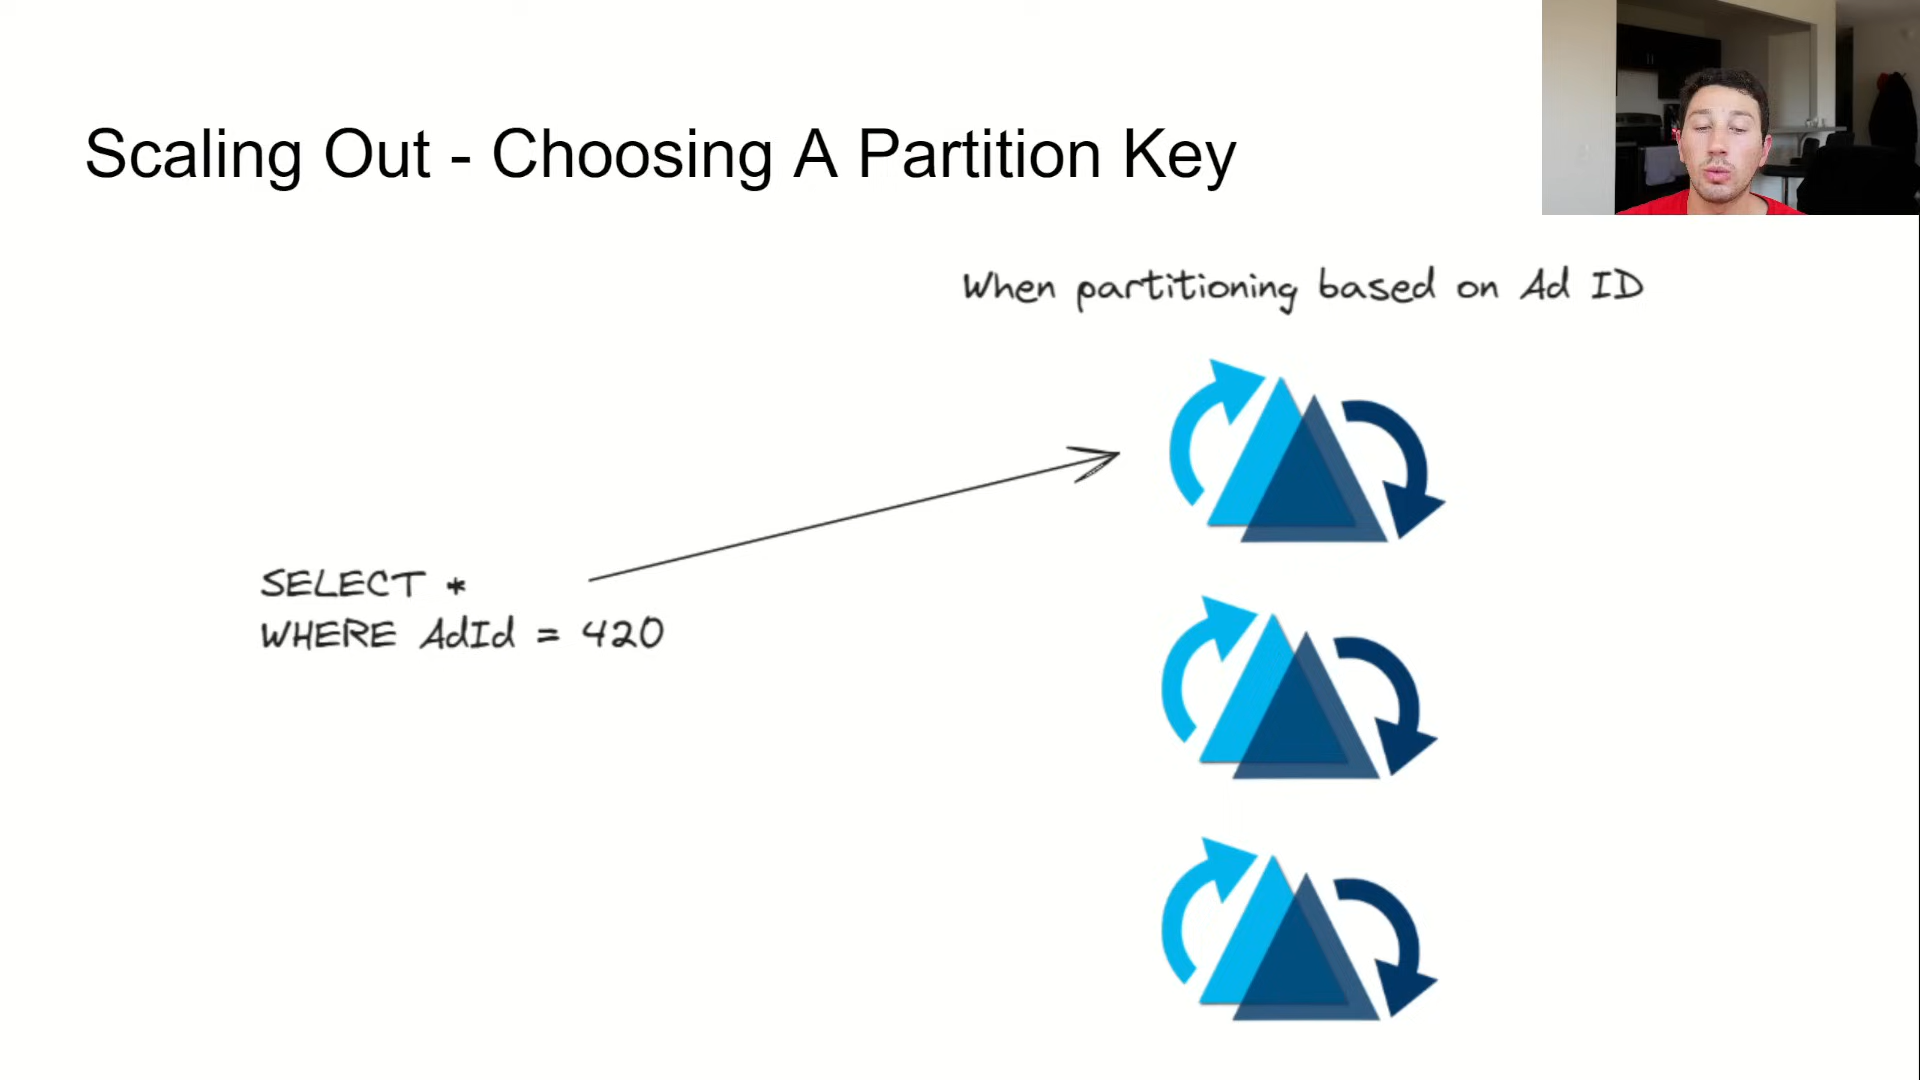 Scaling Out - Choosing A Partition Key
When partitioning based on Ad ID
SELECT *
WHERE AdId = 420